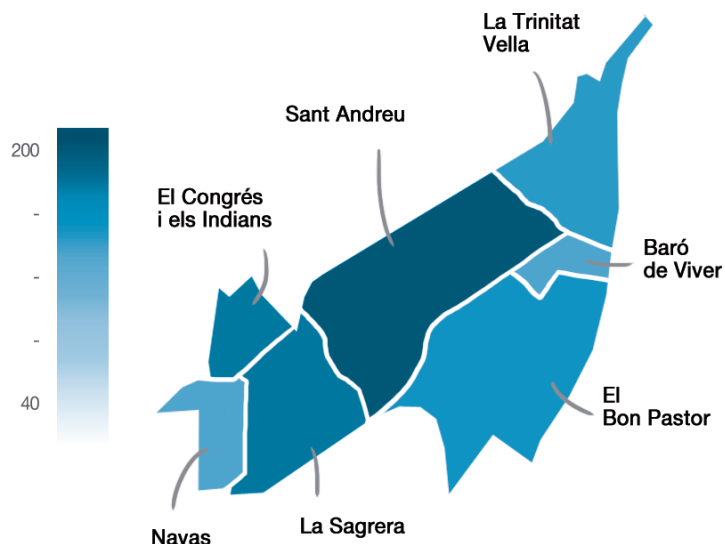 La Trinitat
Vella
Sant Andreu
200
El Congrés
i els Indians
-
Baró
de Viver
-
-
40
El
Bon Pastor
La Sagrera
Navas